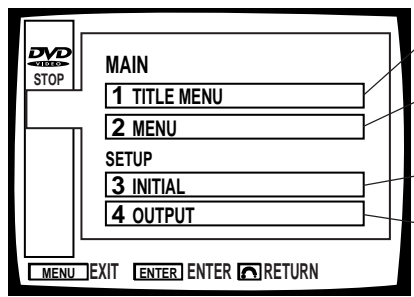 DVD
VIDEO
STOP
MAIN
1 TITLE MENU
2 MENU
SETUP
3 INITIAL
4 OUTPUT
MENU EXIT ENTER ENTER RETURN